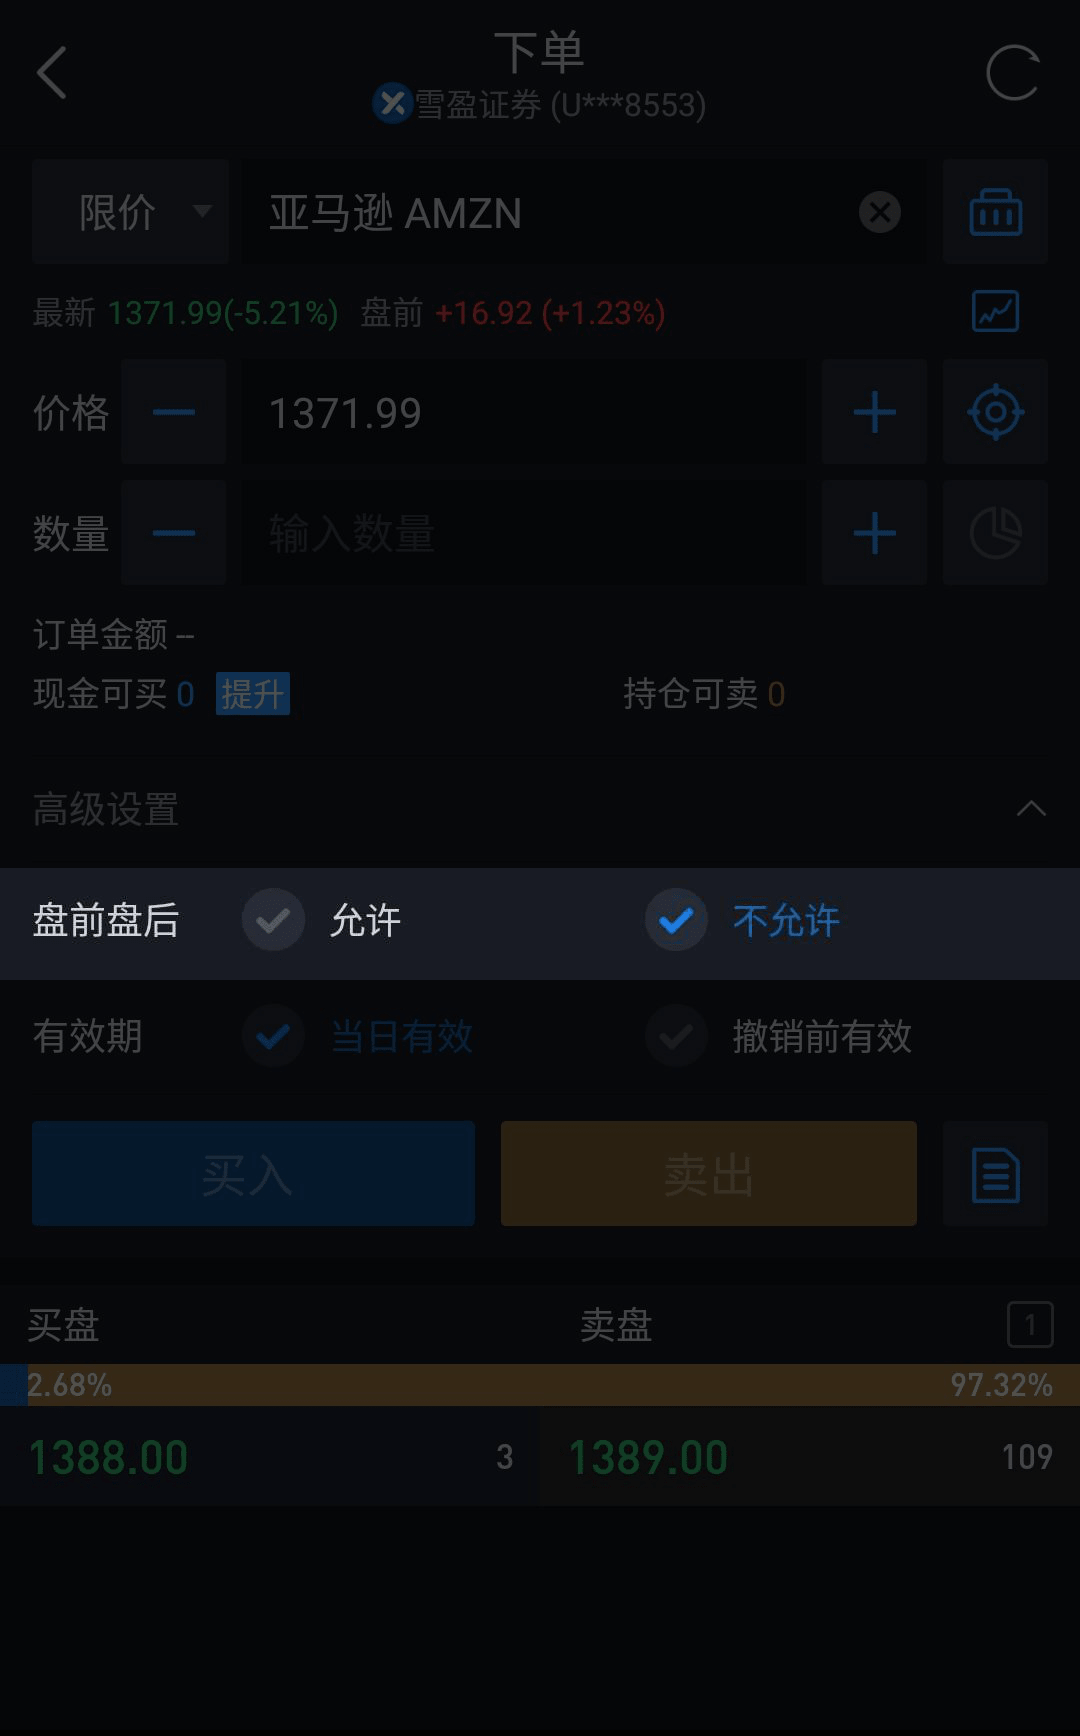 下单
雪盈证券 (U***8553)
限价 亚马逊 AMZN
最新 1371.99(-5.21%) 盘前 +16.92 (+1.23%)
价格 1371.99
数量 输入数量
订单金额 --
现金可买 0 提升 持仓可卖 0
高级设置
盘前盘后 允许 不允许
有效期 当日有效 撤销前有效
买入 卖出
买盘 卖盘 1
2.68% 97.32%
1388.00 3 1389.00 109